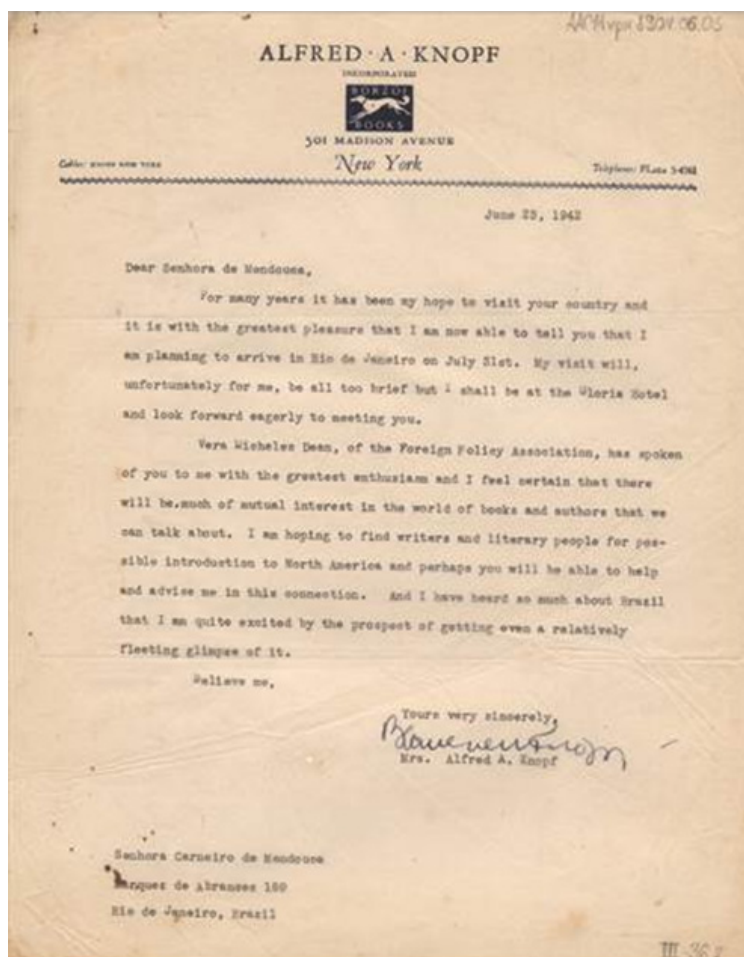 ALFRED · A · KNOPF
INCORPORATED
BORZOI
BOOKS
501 MADISON AVENUE
New York
NEW YORK
June 23, 1942
Dear Senhora de Mendousa,
For many years it has been my hope to visit your country and
it is with the greatest pleasure that I am now able to tell you that I
am planning to arrive in Rio de Janeiro on July 31st. My visit will,
unfortunately for me, be all too brief but I shall be at the Gloria Hotel
and look forward eagerly to meeting you.
Vera Micheles Dean, of the Foreign Policy Association, has spoken
of you to me with the greatest enthusiasm and I feel certain that there
will be.much of mutual interest in the world of books and authors that we
can talk about. I am hoping to find writers and literary people for pos-
sible introduction to North America and perhaps you will be able to help
and advise me in this connection. And I have heard so much about Brazil
that I am quite excited by the prospect of getting even a relatively
fleeting glimpse of it.
Believe me,
Yours very sincerely,
Blanche Knopf
Mrs. Alfred A. Knopf
Senhora Carneiro de Mendousa
Marquez de Abranses 189
Rio de Janeiro, Brazil